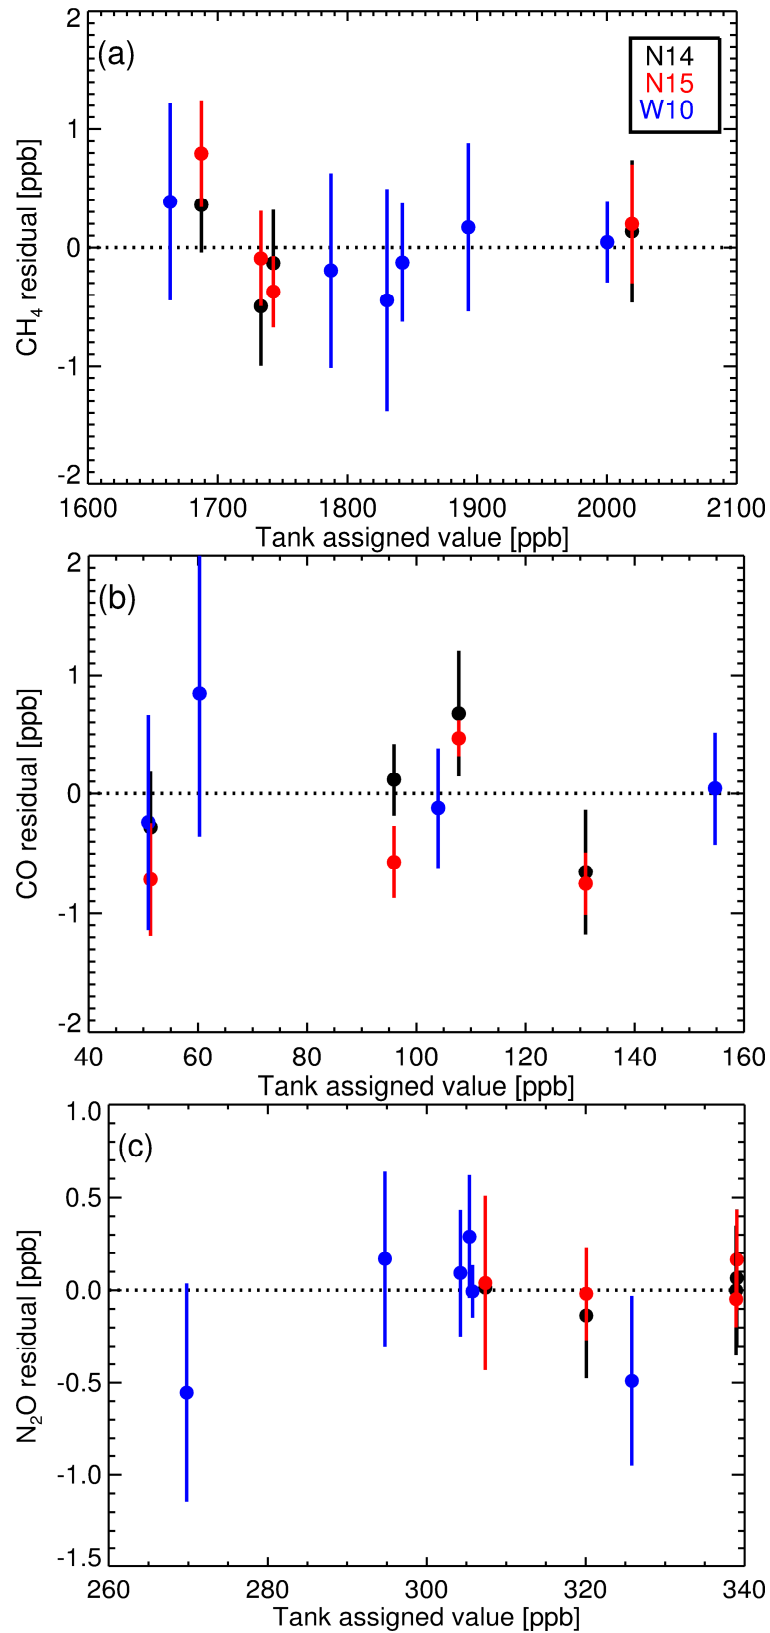 (a)
N14
N15
W10
2
1
0
-1
-2
CH4 residual [ppb]
1600 1700 1800 1900 2000 2100
Tank assigned value [ppb]
(b)
2
1
0
-1
-2
CO residual [ppb]
40 60 80 100 120 140 160
Tank assigned value [ppb]
(c)
1.0
0.5
0.0
-0.5
-1.0
-1.5
N2O residual [ppb]
260 280 300 320 340
Tank assigned value [ppb]